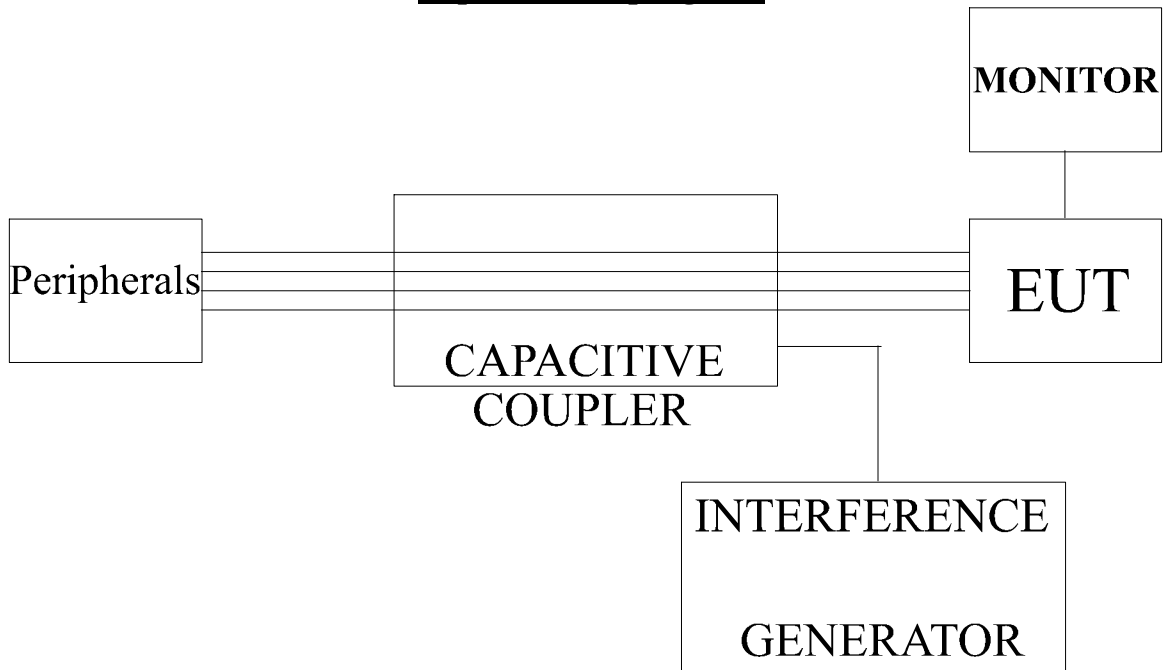 MONITOR
Peripherals
EUT
CAPACITIVE
COUPLER
INTERFERENCE
GENERATOR